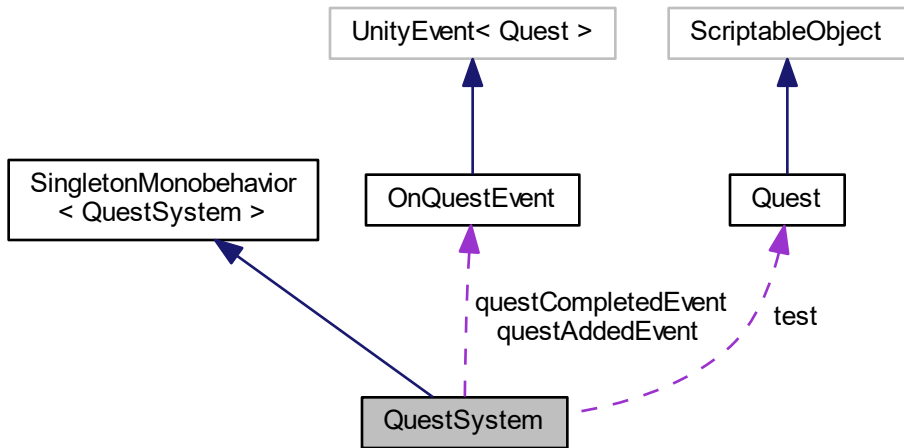 UnityEvent< Quest >
ScriptableObject
SingletonMonobehavior
< QuestSystem >
OnQuestEvent
Quest
questCompletedEvent
questAddedEvent
test
QuestSystem